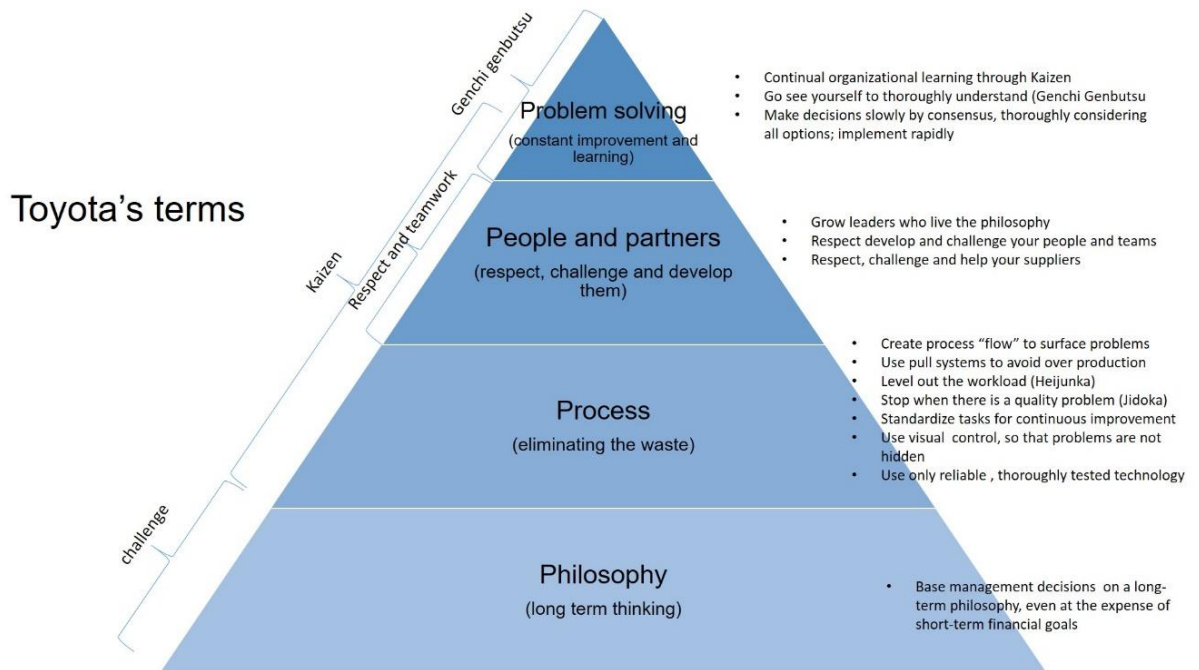 Toyota's terms
Genchi genbutsu
Kaizen
Respect and teamwork
challenge
Problem solving
(constant improvement and
learning)
• Continual organizational learning through Kaizen
• Go see yourself to thoroughly understand (Genchi Genbutsu
• Make decisions slowly by consensus, thoroughly considering
all options; implement rapidly
People and partners
(respect, challenge and develop
them)
• Grow leaders who live the philosophy
• Respect develop and challenge your people and teams
• Respect, challenge and help your suppliers
Process
(eliminating the waste)
• Create process “flow” to surface problems
• Use pull systems to avoid over production
• Level out the workload (Heijunka)
• Stop when there is a quality problem (Jidoka)
• Standardize tasks for continuous improvement
• Use visual control, so that problems are not
hidden
• Use only reliable , thoroughly tested technology
Philosophy
(long term thinking)
• Base management decisions on a long-
term philosophy, even at the expense of
short-term financial goals